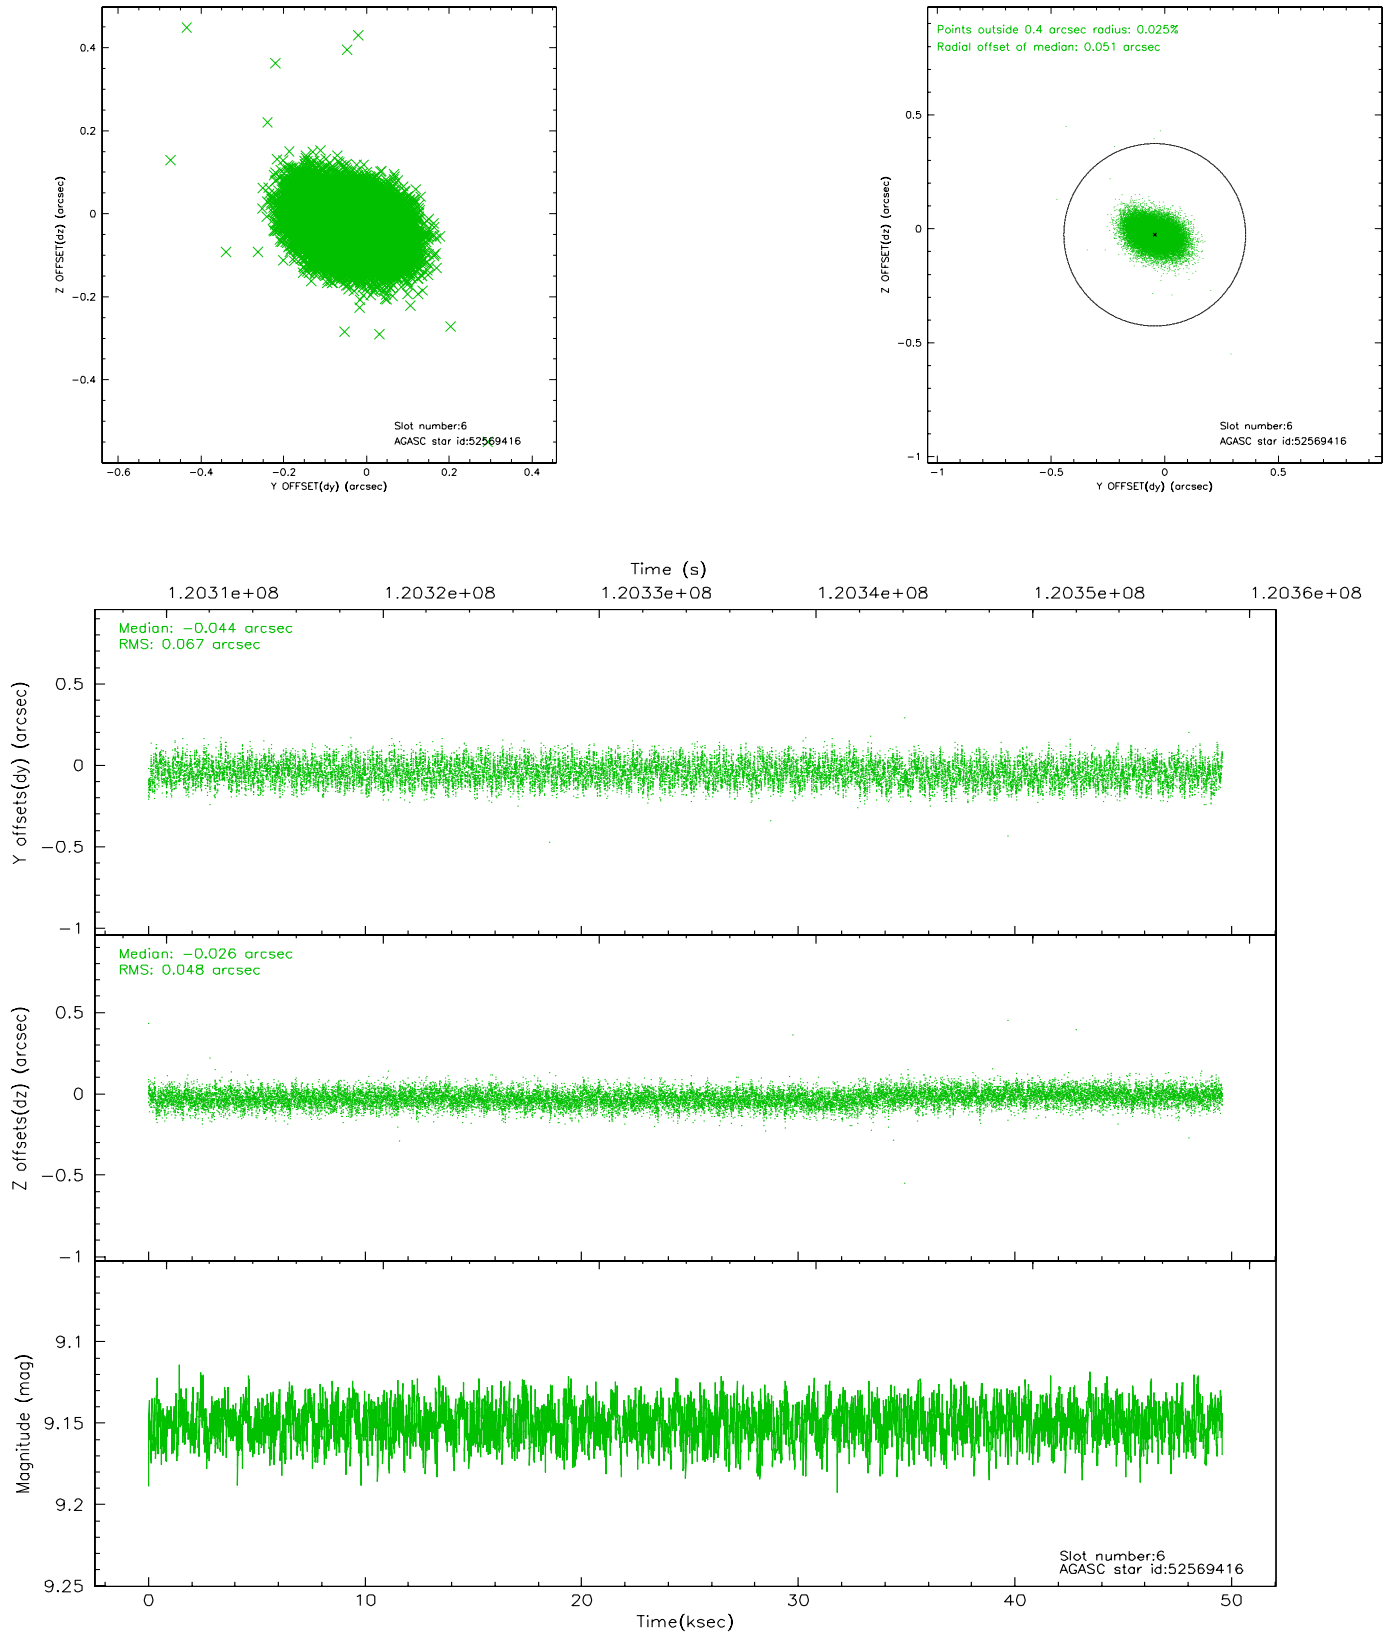 0.4
0.2
0
−0.2
−0.4
Z OFFSET(dz) (arcsec)
Slot number:6
AGASC star id:52569416
−0.6 −0.4 −0.2 0 0.2 0.4
Y OFFSET(dy) (arcsec)
Points outside 0.4 arcsec radius: 0.025%
Radial offset of median: 0.051 arcsec
0.5
0
−0.5
−1
Z OFFSET(dz) (arcsec)
Slot number:6
AGASC star id:52569416
−1 −0.5 0 0.5
Y OFFSET(dy) (arcsec)
Time (s)
1.2031e+08 1.2032e+08 1.2033e+08 1.2034e+08 1.2035e+08 1.2036e+08
Median: −0.044 arcsec
RMS: 0.067 arcsec
0.5
0
−0.5
−1
Y offsets(dy) (arcsec)
Median: −0.026 arcsec
RMS: 0.048 arcsec
0.5
0
−0.5
−1
Z offsets(dz) (arcsec)
9.1
9.15
9.2
9.25
Magnitude (mag)
Slot number:6
AGASC star id:52569416
0 10 20 30 40 50
Time(ksec)